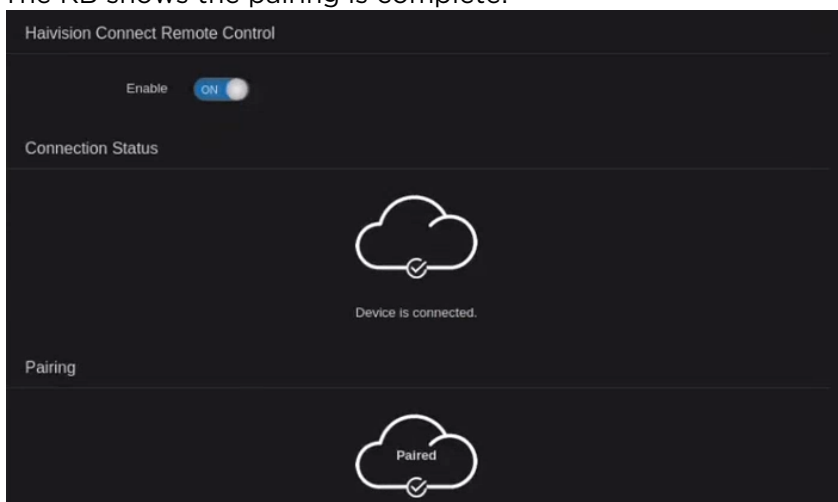 The KB shows the pairing is complete.
Haivision Connect Remote Control
Enable ON
Connection Status
Device is connected.
Pairing
Paired